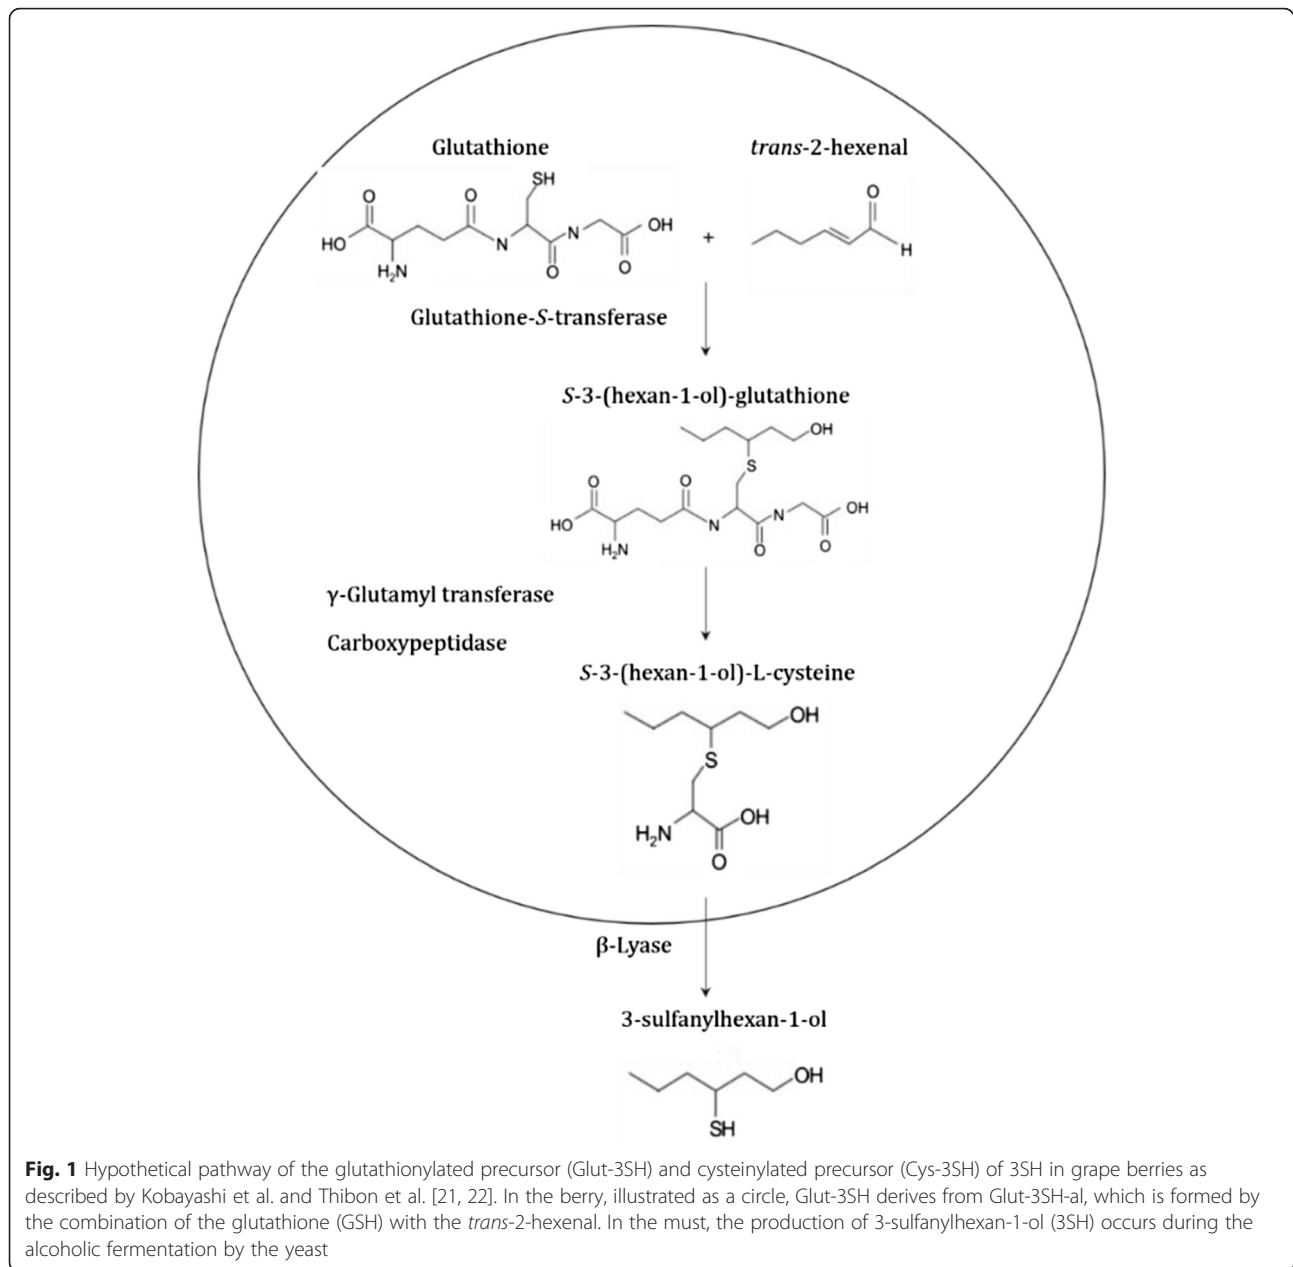 Glutathione
trans-2-hexenal
SH
O
O
O
HO
N
N
OH
H2N
O
O
+
H
Glutathione-S-transferase
S-3-(hexan-1-ol)-glutathione
OH
S
O
O
HO
N
N
OH
H2N
O
O
γ-Glutamyl transferase
Carboxypeptidase
S-3-(hexan-1-ol)-L-cysteine
OH
S
H2N
OH
O
β-Lyase
3-sulfanylhexan-1-ol
OH
SH
Fig. 1 Hypothetical pathway of the glutathionylated precursor (Glut-3SH) and cysteinylated precursor (Cys-3SH) of 3SH in grape berries as
described by Kobayashi et al. and Thibon et al. [21, 22]. In the berry, illustrated as a circle, Glut-3SH derives from Glut-3SH-al, which is formed by
the combination of the glutathione (GSH) with the trans-2-hexenal. In the must, the production of 3-sulfanylhexan-1-ol (3SH) occurs during the
alcoholic fermentation by the yeast